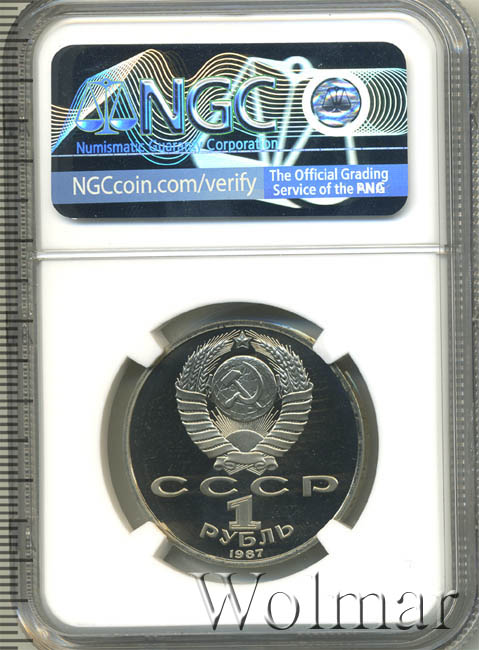 NGC
Numismatic Guaranty Corporation
NGCcoin.com/verify
The Official Grading
Service of the PNG
СССР
1
РУБЛЬ
1987
Wolmar